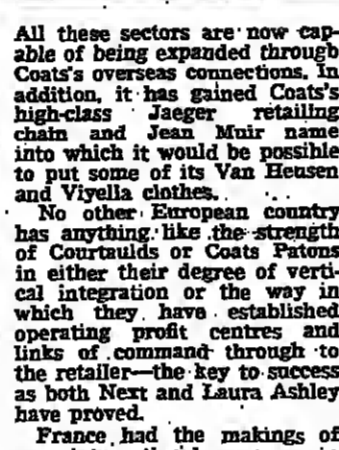 All these sectors are now cap-
able of being expanded through
Coats's overseas connections. In
addition, it has gained Coats's
high-class Jaeger retailing
chain and Jean Muir name
into which it would be possible
to put some of its Van Heusen
and Viyella clothes.
No other European country
has anything like the strength
of Courtaulds or Coats Patons
in either their degree of verti-
cal integration or the way in
which they have established
operating profit centres and
links of command through to
the retailer—the key to success
as both Next and Laura Ashley
have proved.
France had the makings of